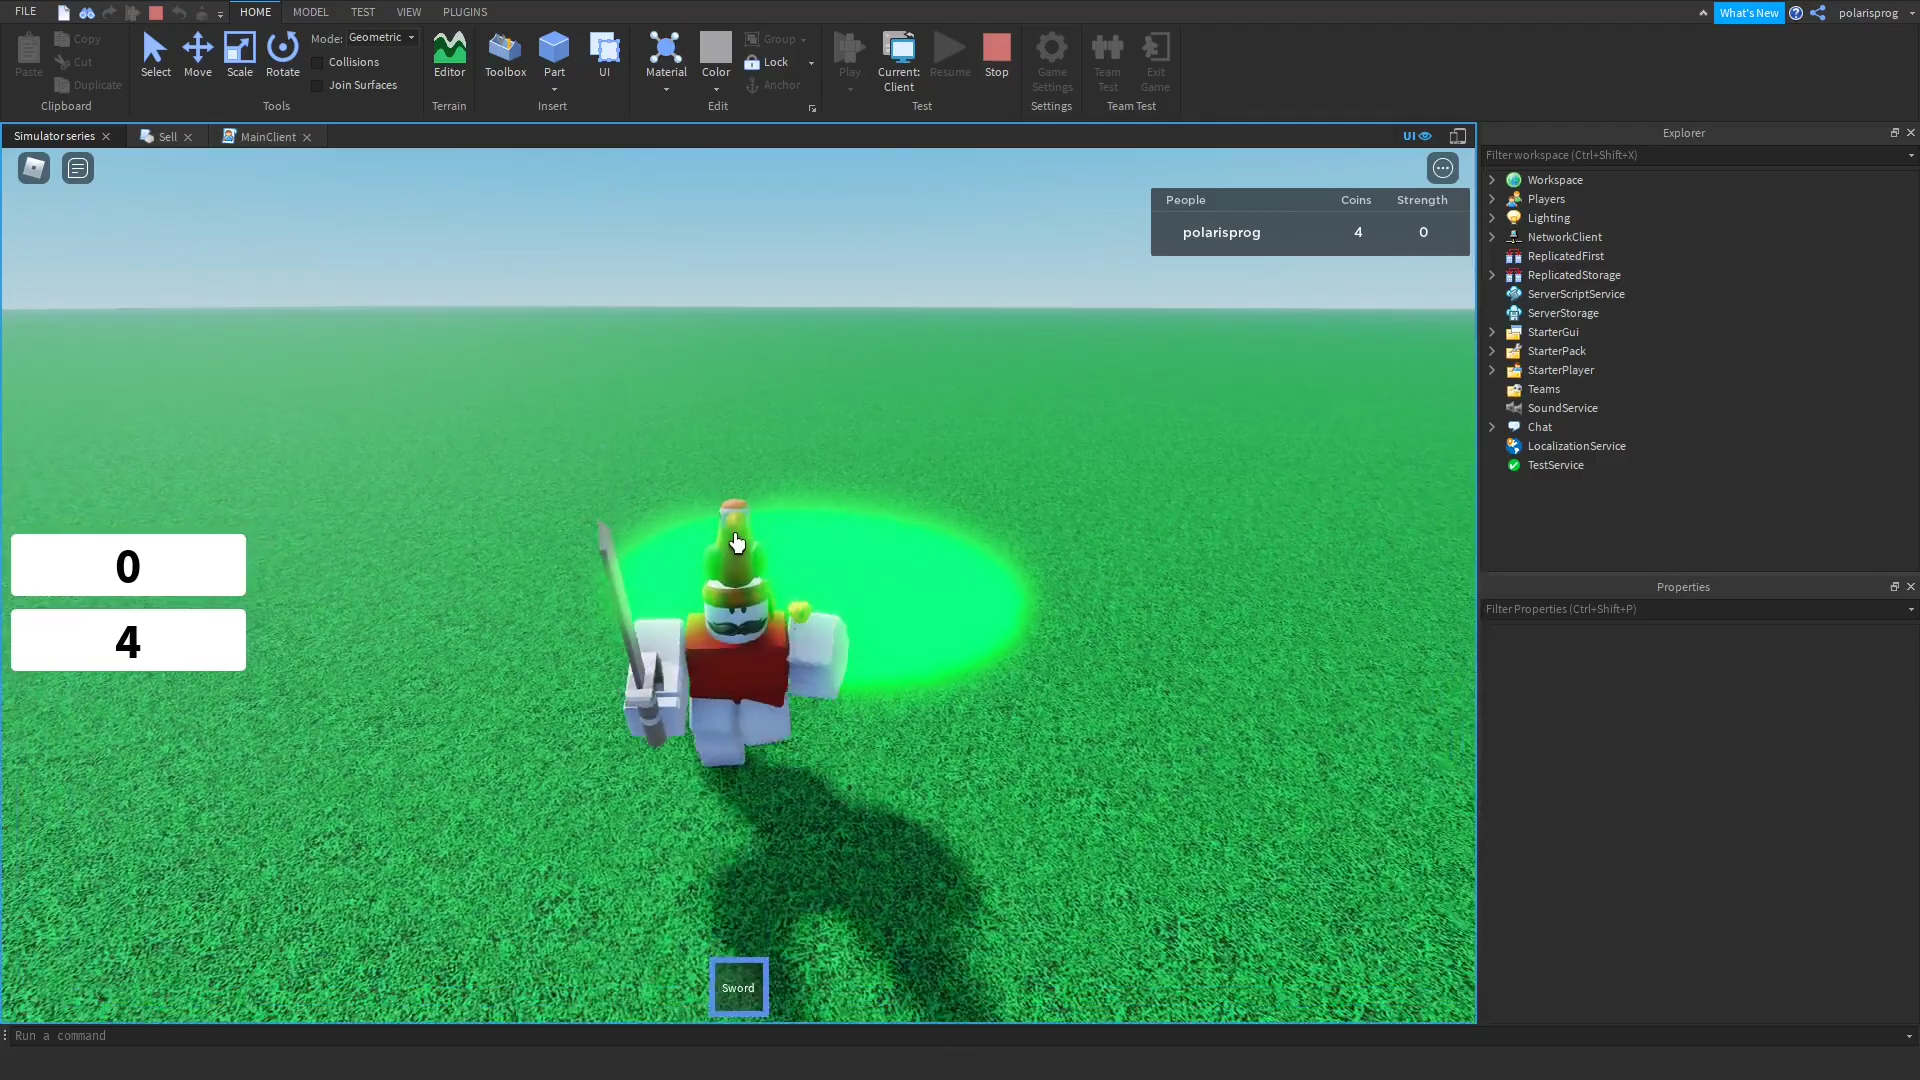 FILE HOME MODEL TEST VIEW PLUGINS What's New polarisprog
Paste Copy Cut Duplicate Clipboard
Select Move Scale Rotate Mode: Geometric Collisions Join Surfaces Tools
Editor Terrain
Toolbox Part UI Insert
Material Color Group Lock Anchor Edit
Play Current: Client Resume Stop Test
Game Settings Settings
Team Test Exit Game Team Test
Simulator series Sell MainClient UI
People Coins Strength
polarisprog 4 0
0
4
Sword
Explorer
Filter workspace (Ctrl+Shift+X)
Workspace
Players
Lighting
NetworkClient
ReplicatedFirst
ReplicatedStorage
ServerScriptService
ServerStorage
StarterGui
StarterPack
StarterPlayer
Teams
SoundService
Chat
LocalizationService
TestService
Properties
Filter Properties (Ctrl+Shift+P)
Run a command